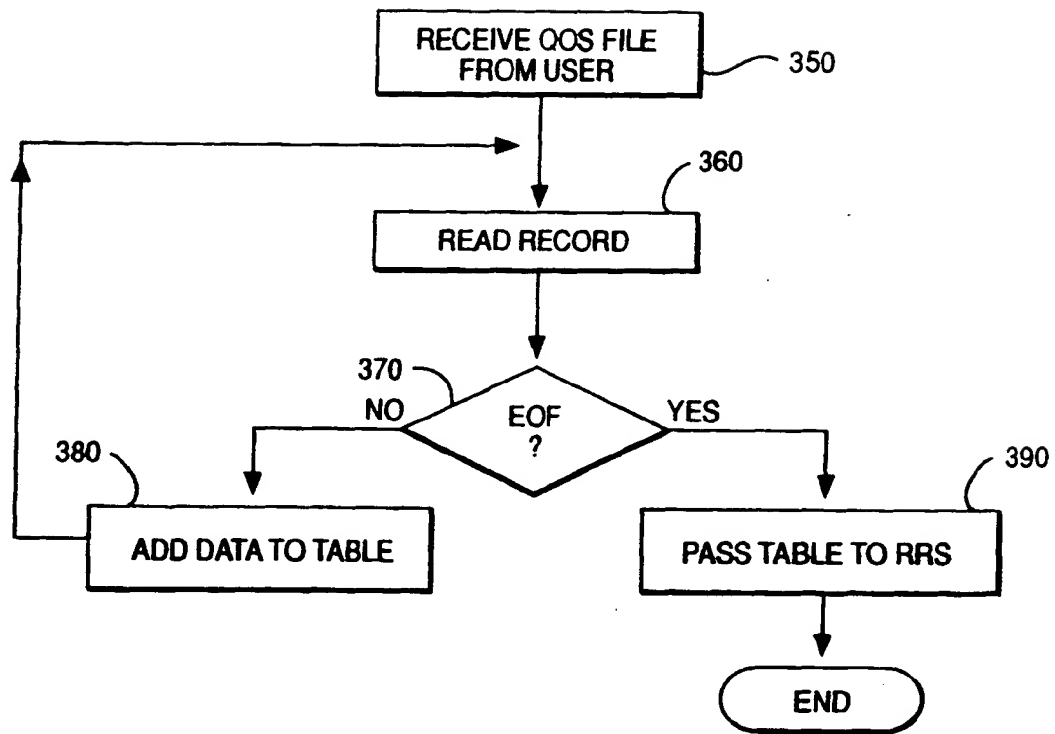 RECEIVE QOS FILE
FROM USER
350
360
READ RECORD
370
NO
EOF
?
YES
380
390
ADD DATA TO TABLE
PASS TABLE TO RRS
END